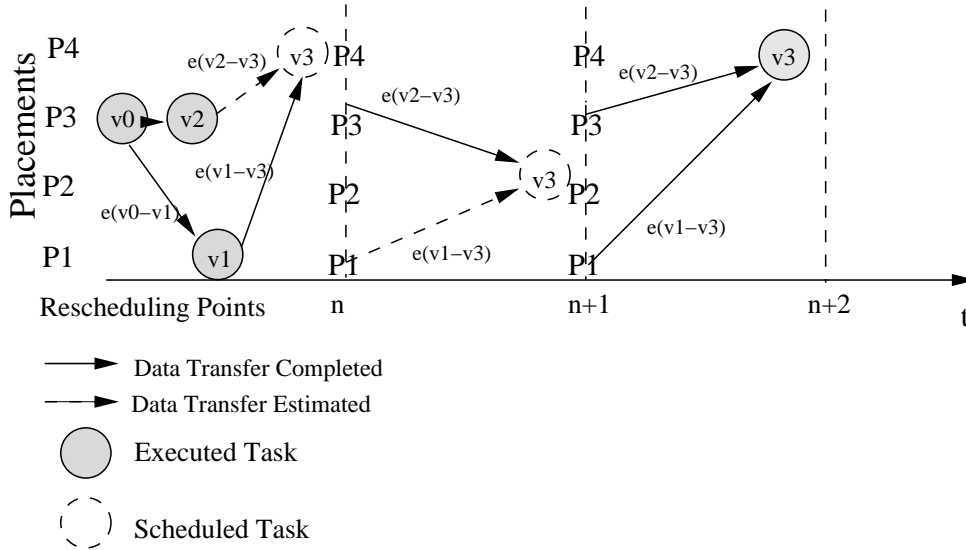 Placements
P4
P3
P2
P1
v0
v2
v1
v3
e(v2−v3)
e(v1−v3)
e(v0−v1)
P4
P3
P2
P1
e(v2−v3)
v3
e(v1−v3)
P4
P3
P2
P1
e(v2−v3)
v3
e(v1−v3)
Rescheduling Points
n
n+1
n+2
t
Data Transfer Completed
Data Transfer Estimated
Executed Task
Scheduled Task